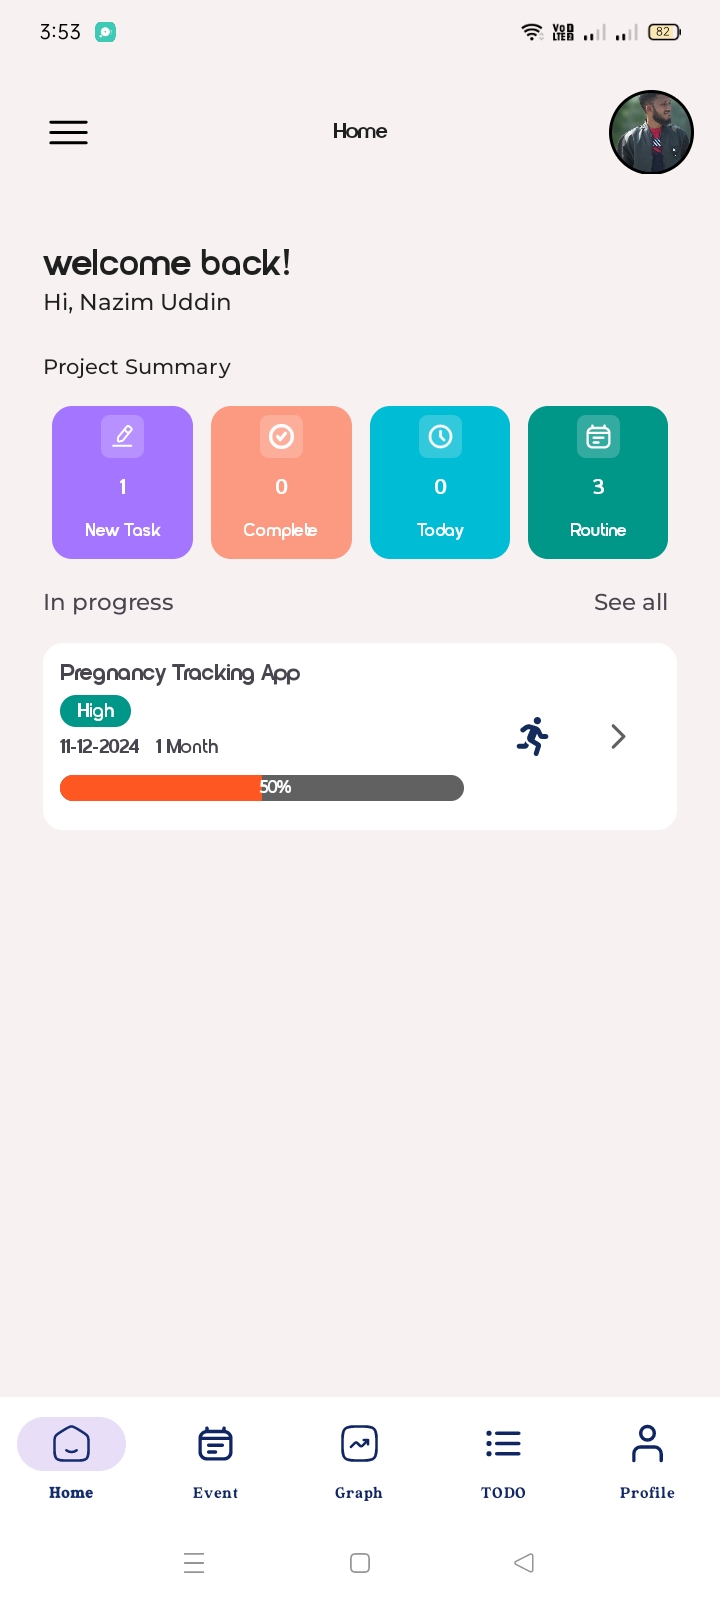 3:53
VoD
LTE2
82
Home
welcome back!
Hi, Nazim Uddin
Project Summary
1 0 0 3
New Task Complete Today Routine
In progress See all
Pregnancy Tracking App
High
11-12-2024 1 Month
50%
Home Event Graph TODO Profile